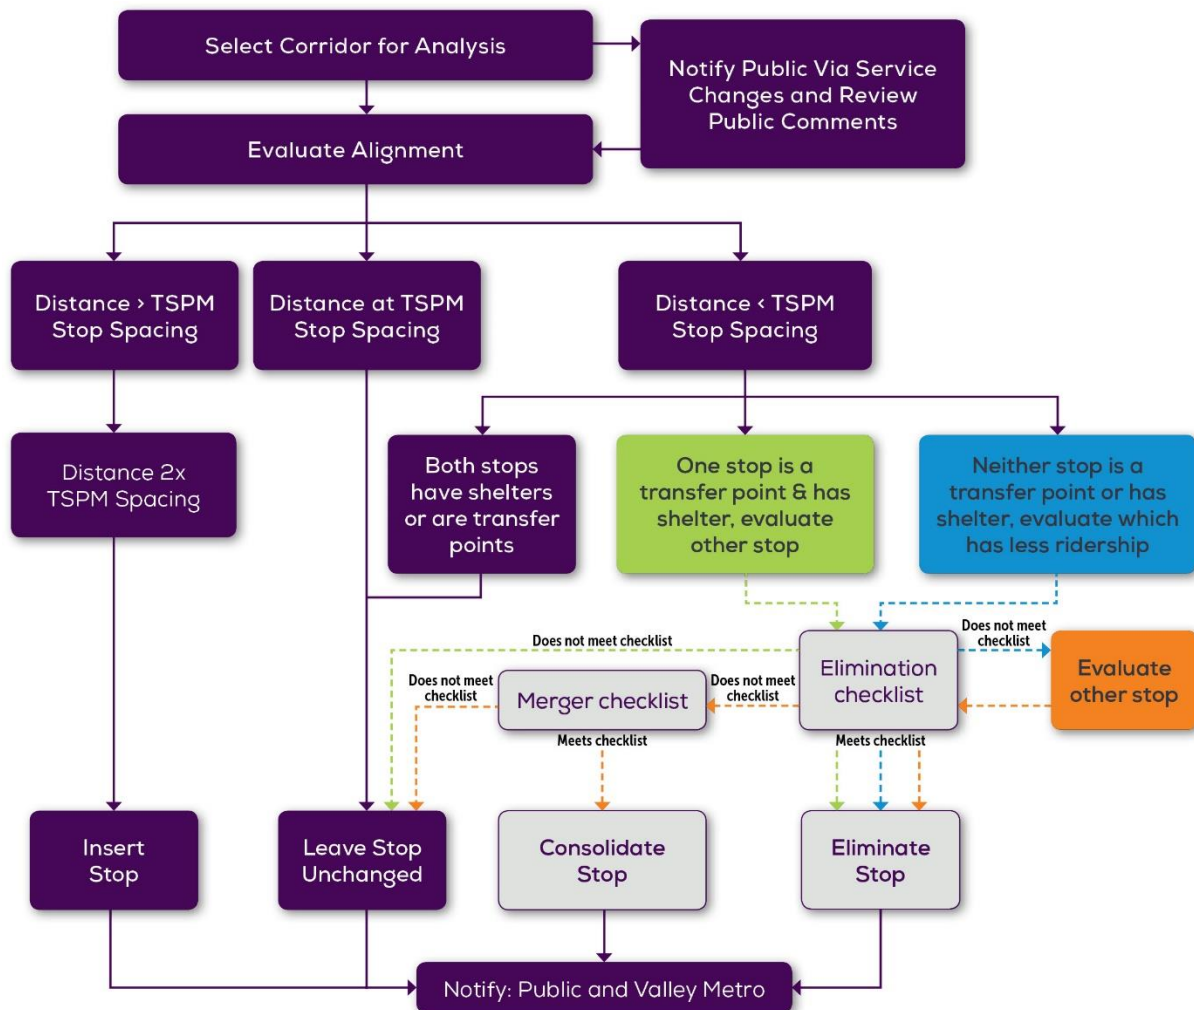 Select Corridor for Analysis
Notify Public Via Service
Changes and Review
Public Comments
Evaluate Alignment
Distance > TSPM
Stop Spacing
Distance at TSPM
Stop Spacing
Distance < TSPM
Stop Spacing
Distance 2x
TSPM Spacing
Both stops
have shelters
or are transfer
points
One stop is a
transfer point & has
shelter, evaluate
other stop
Neither stop is a
transfer point or has
shelter, evaluate which
has less ridership
Does not meet checklist
Does not meet
checklist
Merger checklist
Does not meet
checklist
Elimination
checklist
Does not meet
checklist
Evaluate
other stop
Meets checklist
Meets checklist
Insert
Stop
Leave Stop
Unchanged
Consolidate
Stop
Eliminate
Stop
Notify: Public and Valley Metro